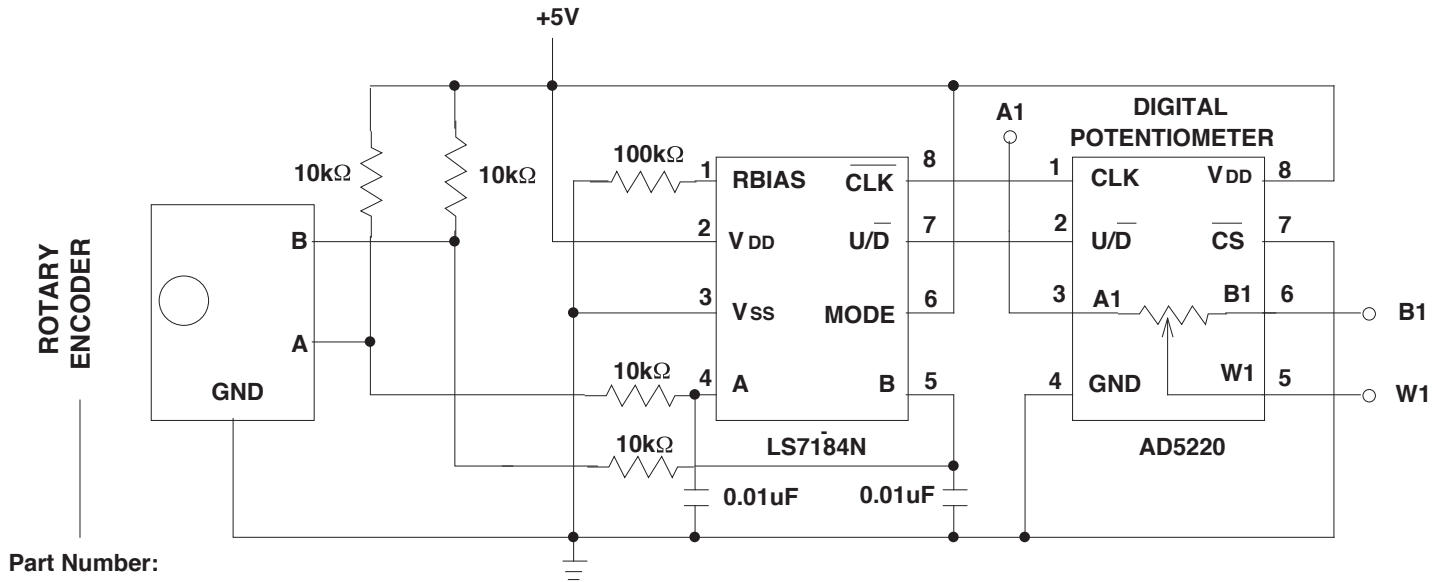 +5V
DIGITAL
POTENTIOMETER
A1
10kΩ
10kΩ
100kΩ
1 RBIAS CLK 8
2 VDD U/D 7
3 VSS MODE 6
4 A B 5
LS7184N
1 CLK VDD 8
2 U/D CS 7
3 A1 B1 6
B1
4 GND W1 5
W1
AD5220
ROTARY
ENCODER
B
A
GND
10kΩ
10kΩ
0.01uF
0.01uF
Part Number: